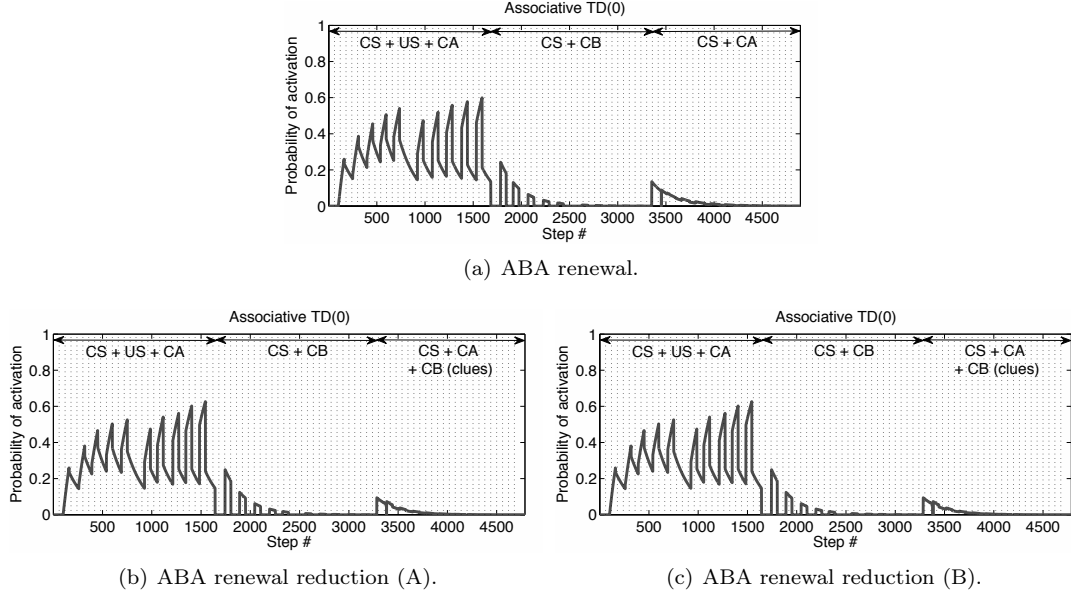 Associative TD(0)
1
0.8
0.6
0.4
0.2
0
Probability of activation
CS + US + CA
CS + CB
CS + CA
500 1000 1500 2000 2500 3000 3500 4000 4500
Step #
(a) ABA renewal.
Associative TD(0)
1
0.8
0.6
0.4
0.2
0
Probability of activation
CS + US + CA
CS + CB
CS + CA
+ CB (clues)
500 1000 1500 2000 2500 3000 3500 4000 4500
Step #
(b) ABA renewal reduction (A).
Associative TD(0)
1
0.8
0.6
0.4
0.2
0
Probability of activation
CS + US + CA
CS + CB
CS + CA
+ CB (clues)
500 1000 1500 2000 2500 3000 3500 4000 4500
Step #
(c) ABA renewal reduction (B).